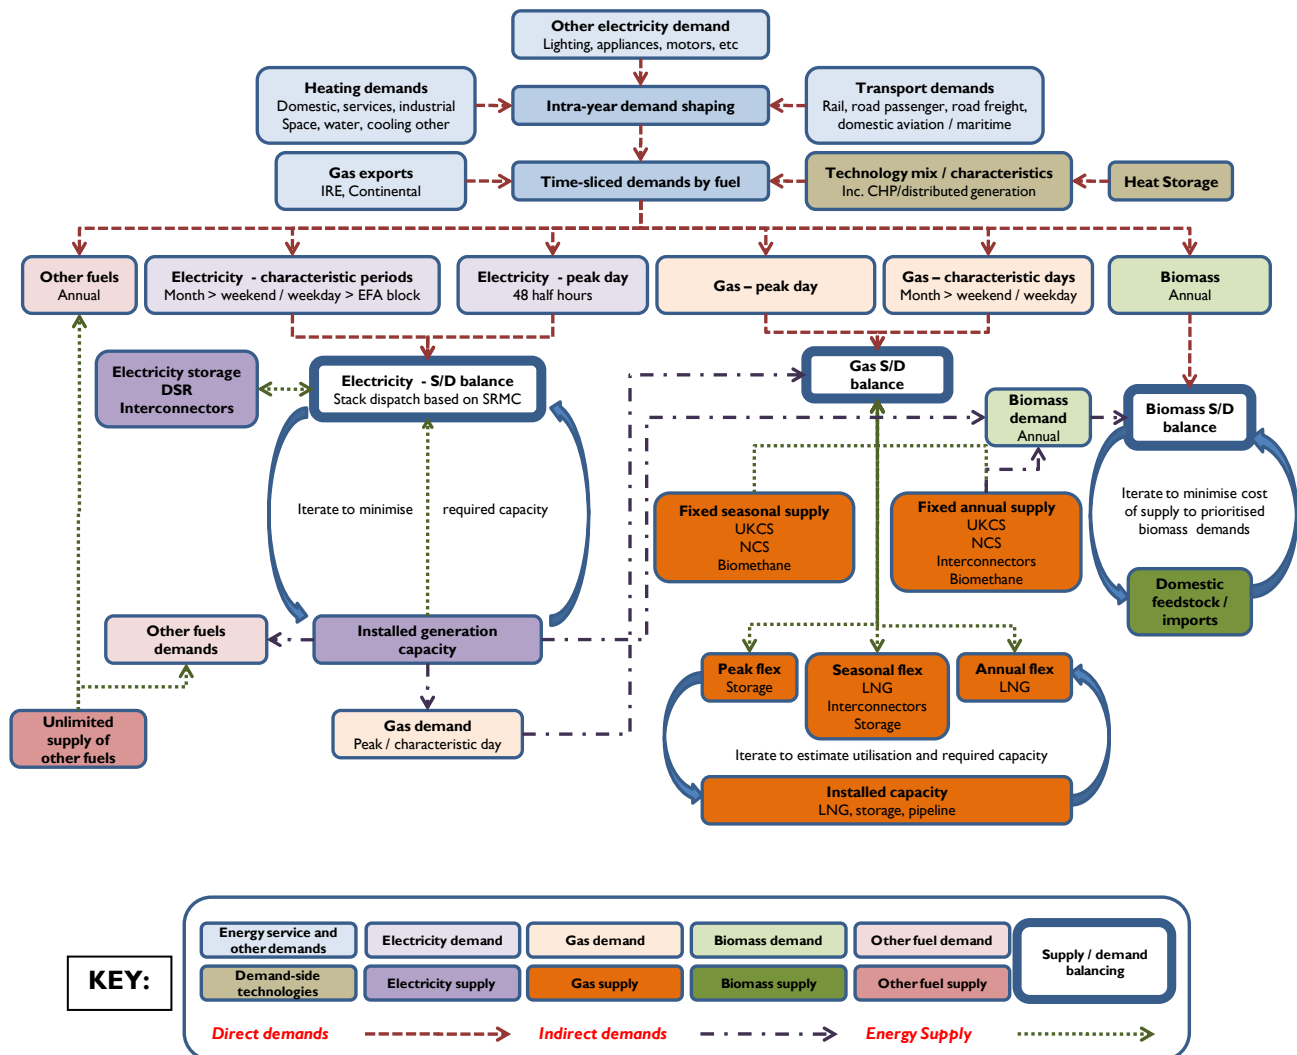 Other electricity demand
Lighting, appliances, motors, etc
Heating demands
Domestic, services, industrial
Space, water, cooling other
Intra-year demand shaping
Transport demands
Rail, road passenger, road freight,
domestic aviation / maritime
Gas exports
IRE, Continental
Time-sliced demands by fuel
Technology mix / characteristics
Inc. CHP/distributed generation
Heat Storage
Other fuels
Annual
Electricity - characteristic periods
Month > weekend / weekday > EFA block
Electricity - peak day
48 half hours
Gas – peak day
Gas – characteristic days
Month > weekend / weekday
Biomass
Annual
Electricity storage
DSR
Interconnectors
Electricity - S/D balance
Stack dispatch based on SRMC
Gas S/D
balance
Biomass
demand
Annual
Biomass S/D
balance
Iterate to minimise
required capacity
Fixed seasonal supply
UKCS
NCS
Biomethane
Fixed annual supply
UKCS
NCS
Interconnectors
Biomethane
Iterate to minimise cost
of supply to prioritised
biomass demands
Domestic
feedstock /
imports
Other fuels
demands
Installed generation
capacity
Peak flex
Storage
Seasonal flex
LNG
Interconnectors
Storage
Annual flex
LNG
Unlimited
supply of
other fuels
Gas demand
Peak / characteristic day
Iterate to estimate utilisation and required capacity
Installed capacity
LNG, storage, pipeline
KEY:
Energy service and
other demands
Electricity demand
Gas demand
Biomass demand
Other fuel demand
Supply / demand
balancing
Demand-side
technologies
Electricity supply
Gas supply
Biomass supply
Other fuel supply
Direct demands
Indirect demands
Energy Supply